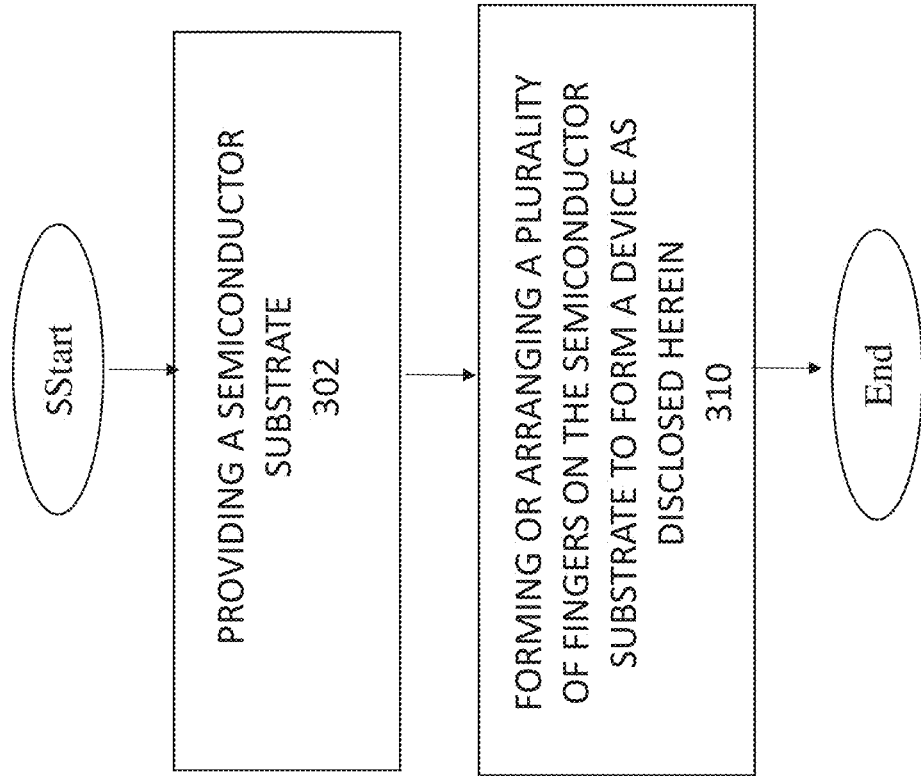 SStart
PROVIDING A SEMICONDUCTOR
SUBSTRATE
302
FORMING OR ARRANGING A PLURALITY
OF FINGERS ON THE SEMICONDUCTOR
SUBSTRATE TO FORM A DEVICE AS
DISCLOSED HEREIN
310
End